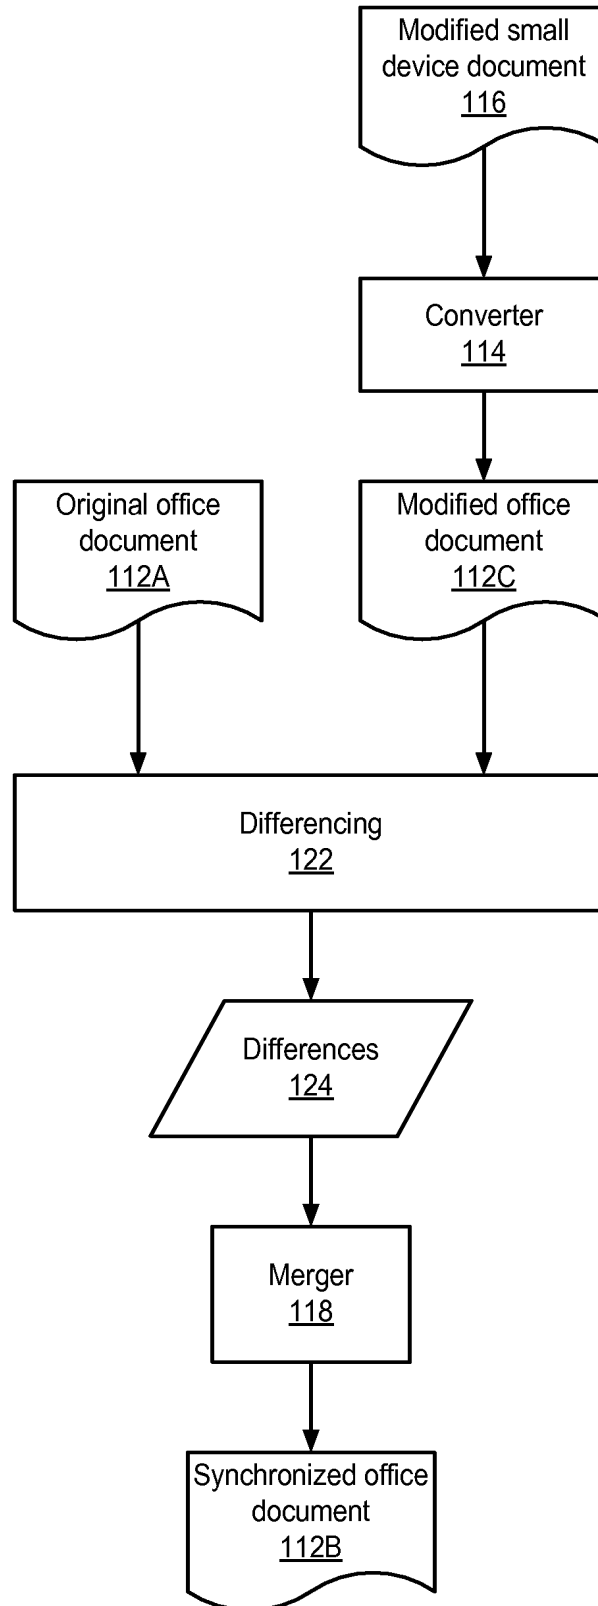 Modified small
device document
116
Converter
114
Original office
document
112A
Modified office
document
112C
Differencing
122
Differences
124
Merger
118
Synchronized office
document
112B